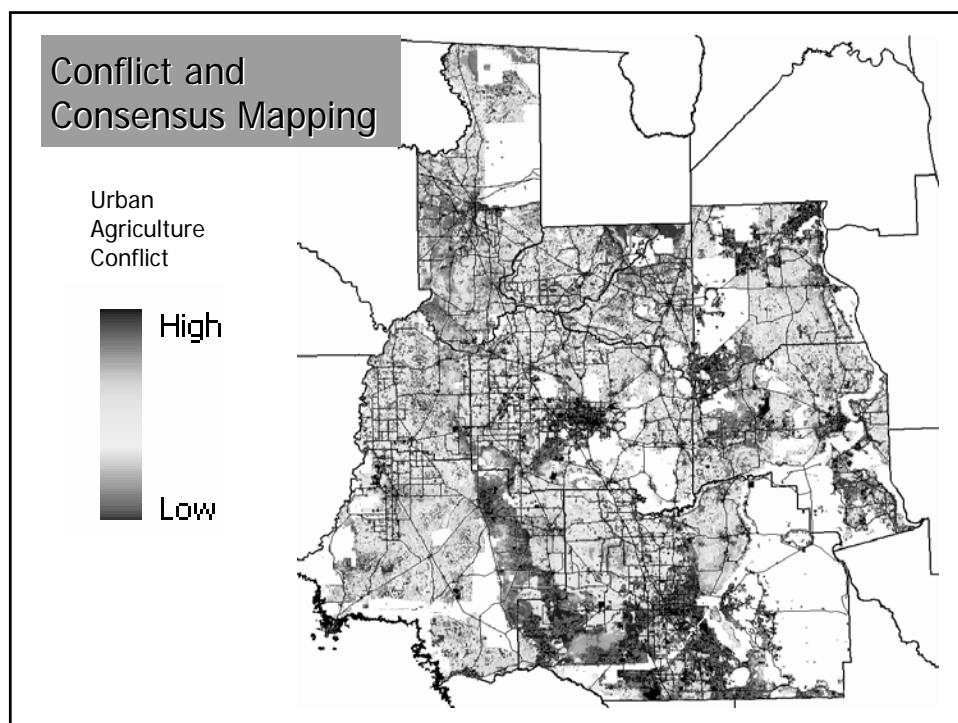 Conflict and
Consensus Mapping
Urban
Agriculture
Conflict
High
Low